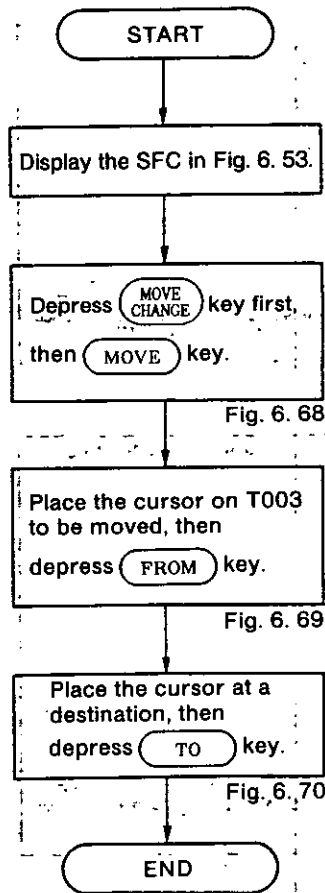 START
Display the SFC in Fig. 6. 53.
Depress MOVE CHANGE key first,
then MOVE key.
Fig. 6. 68
Place the cursor on T003
to be moved, then
depress FROM key.
Fig. 6. 69
Place the cursor at a
destination, then
depress TO key.
Fig. 6. 70
END